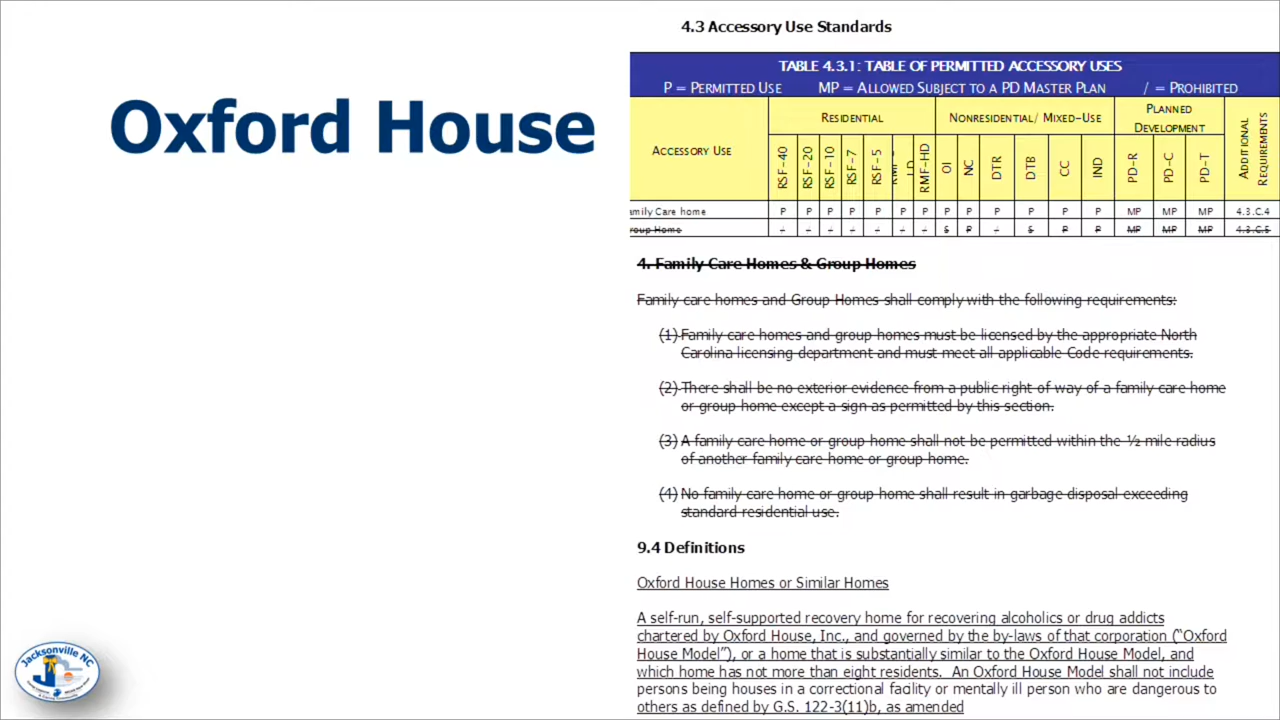 Oxford House
4.3 Accessory Use Standards
TABLE 4.3.1: TABLE OF PERMITTED ACCESSORY USES
P = PERMITTED USE MP = ALLOWED SUBJECT TO A PD MASTER PLAN / = PROHIBITED
ACCESSORY USE
RESIDENTIAL
NONRESIDENTIAL/ MIXED-USE
PLANNED
DEVELOPMENT
ADDITIONAL
REQUIREMENTS
RSF-40 RSF-20 RSF-10 RSF-7 RSF-5 RMF-HD OI NC DTR DTB CC IND PD-R PD-C PD-T
amily Care home P P P P P P P P P P P P P MP MP MP 4.3.C.4
roup Home / / / / / / / S P / S P P MP MP MP 4.3.C.5
4. Family Care Homes & Group Homes
Family care homes and Group Homes shall comply with the following requirements:
(1) Family care homes and group homes must be licensed by the appropriate North
Carolina licensing department and must meet all applicable Code requirements.
(2) There shall be no exterior evidence from a public right of way of a family care home
or group home except a sign as permitted by this section.
(3) A family care home or group home shall not be permitted within the ½ mile radius
of another family care home or group home.
(4) No family care home or group home shall result in garbage disposal exceeding
standard residential use.
9.4 Definitions
Oxford House Homes or Similar Homes
A self-run, self-supported recovery home for recovering alcoholics or drug addicts
chartered by Oxford House, Inc., and governed by the by-laws of that corporation ("Oxford
House Model"), or a home that is substantially similar to the Oxford House Model, and
which home has not more than eight residents. An Oxford House Model shall not include
persons being houses in a correctional facility or mentally ill person who are dangerous to
others as defined by G.S. 122-3(11)b, as amended
Jacksonville NC